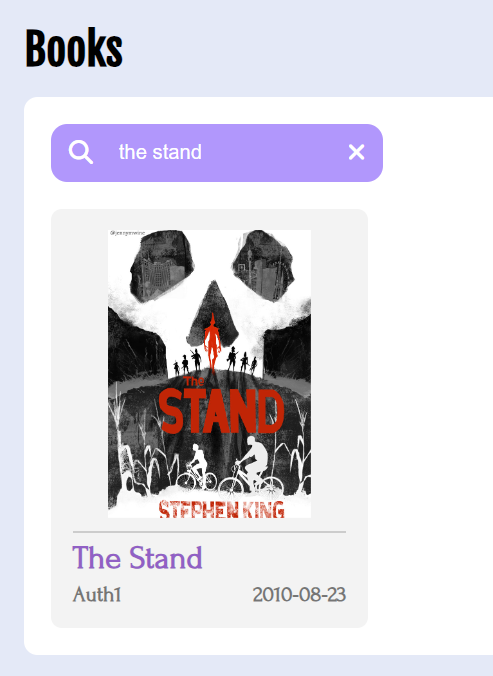 Books
the stand
The
STAND
STEPHEN KING
The Stand
Auth1 2010-08-23